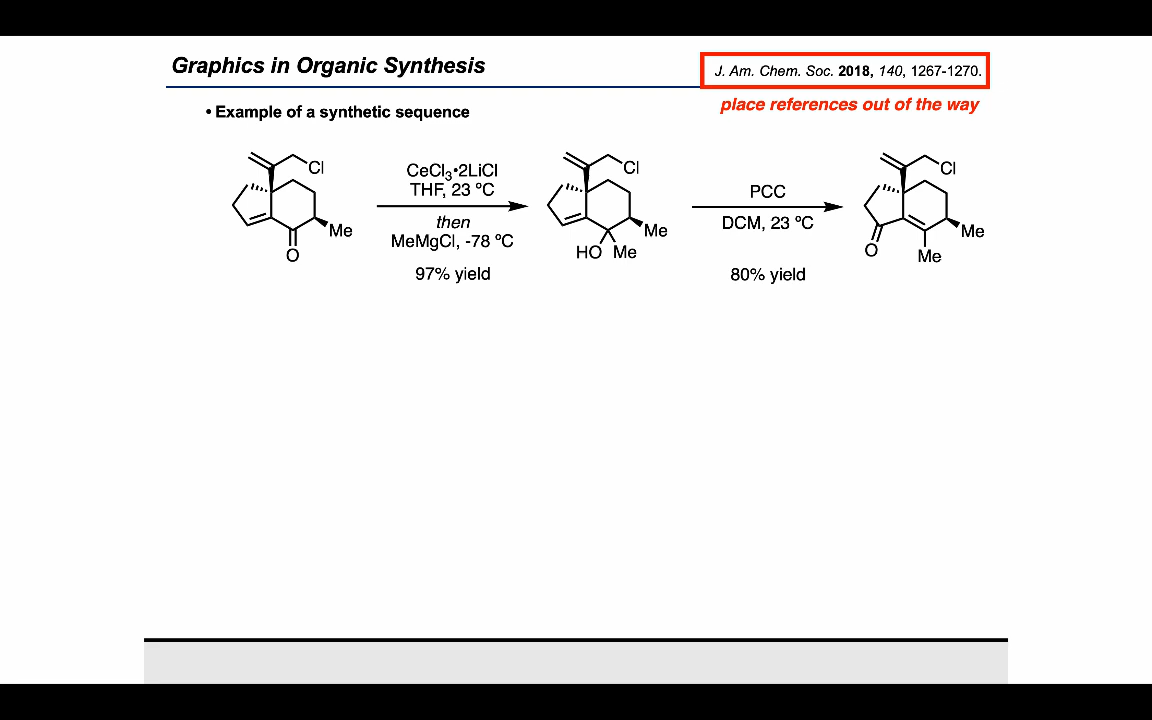 Graphics in Organic Synthesis
J. Am. Chem. Soc. 2018, 140, 1267-1270.
place references out of the way
• Example of a synthetic sequence
Cl
Me
O
CeCl3•2LiCl
THF, 23 ºC
then
MeMgCl, -78 ºC
97% yield
Cl
Me
HO Me
PCC
DCM, 23 ºC
80% yield
Cl
Me
O
Me